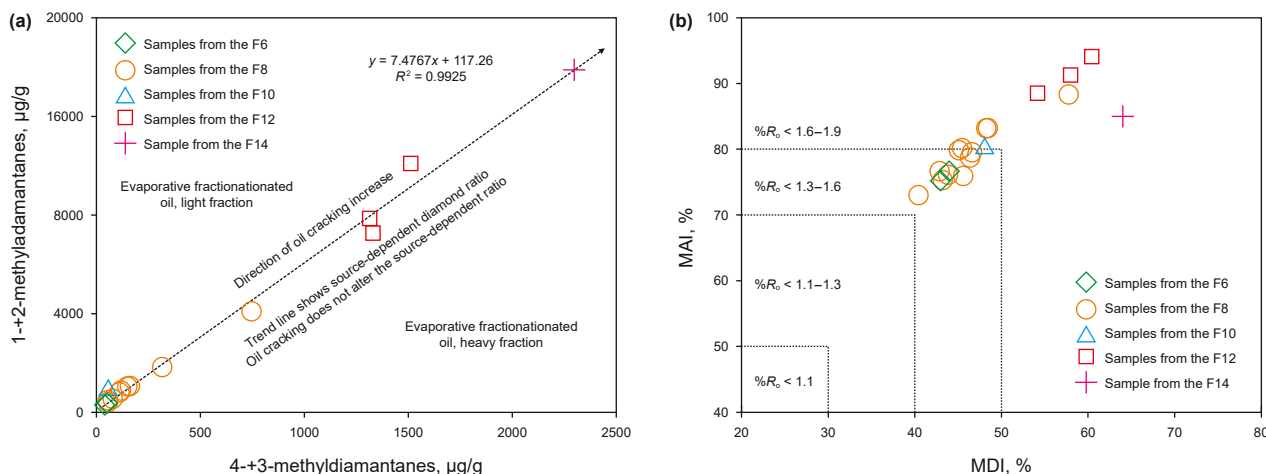 (a)
20000
16000
8000
4000
0
1-+2-methyladamantanes, µg/g
Samples from the F6
Samples from the F8
Samples from the F10
Samples from the F12
Sample from the F14
y = 7.4767x + 117.26
R² = 0.9925
Evaporative fractionationated
oil, light fraction
Direction of oil cracking increase
Trend line shows source-dependent diamond ratio
Oil cracking does not alter the source-dependent ratio
Evaporative fractionationated
oil, heavy fraction
0 500 1000 1500 2000 2500
4-+3-methyldiamantanes, µg/g
(b)
100
90
80
70
60
50
40
MAI, %
%Rₒ < 1.6–1.9
%Rₒ < 1.3–1.6
%Rₒ < 1.1–1.3
%Rₒ < 1.1
Samples from the F6
Samples from the F8
Samples from the F10
Samples from the F12
Sample from the F14
20 30 40 50 60 70 80
MDI, %